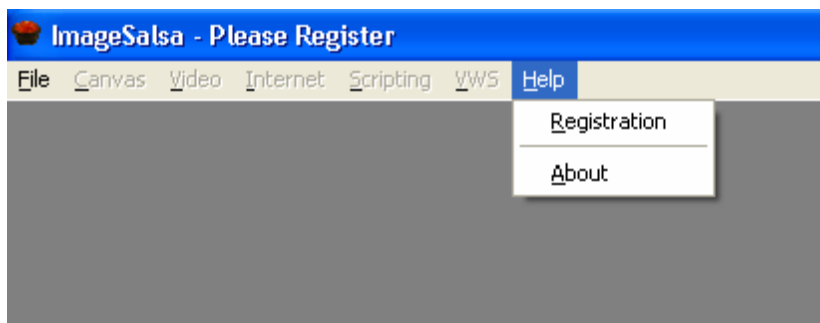 ImageSalsa - Please Register
File Canvas Video Internet Scripting VWS Help
Registration
About